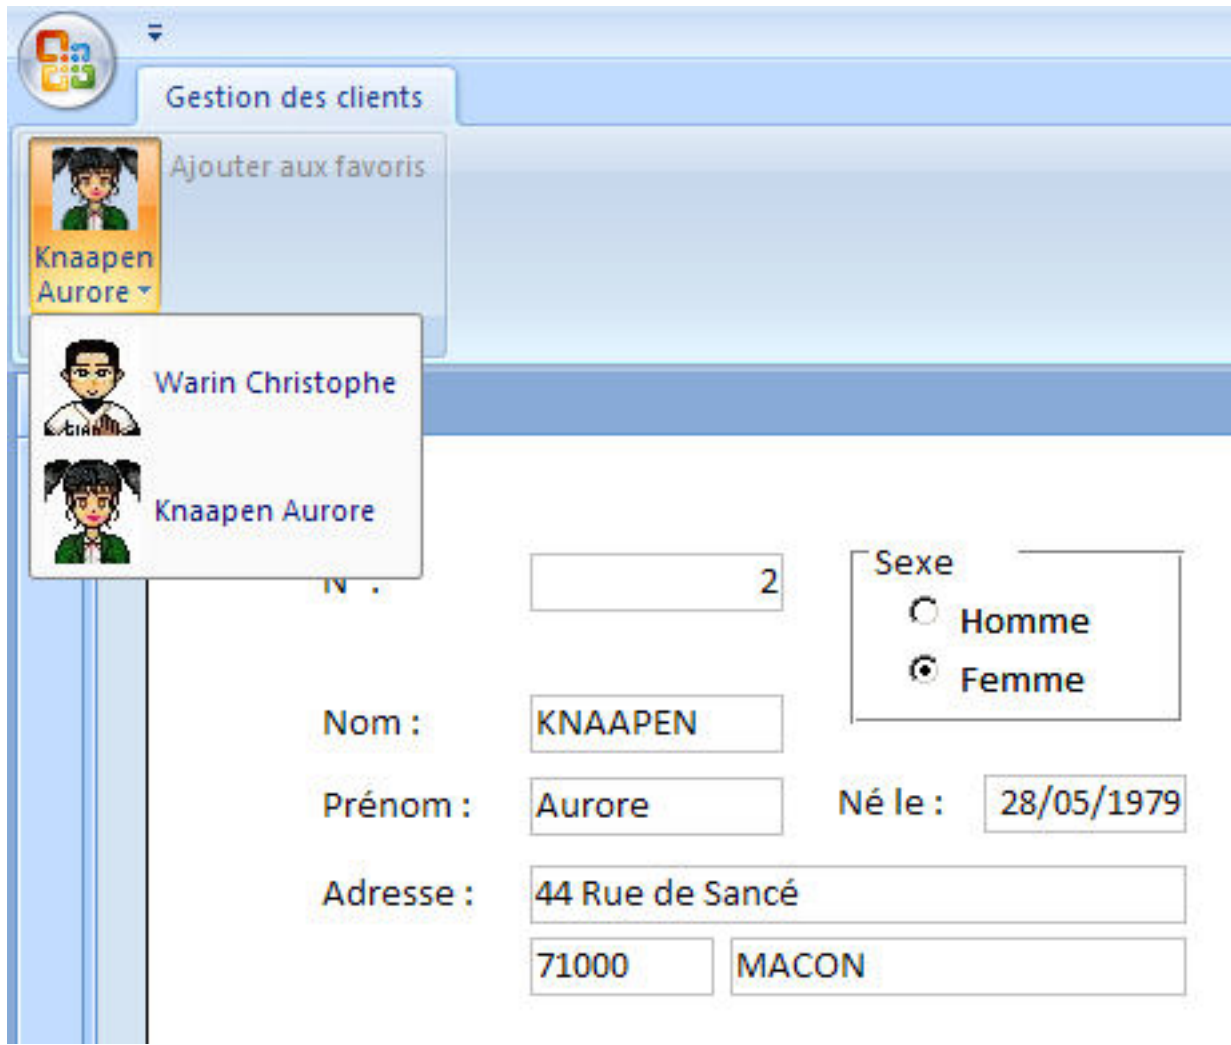 Gestion des clients
Ajouter aux favoris
Knaapen
Aurore
Warin Christophe
Knaapen Aurore
N° :
2
Sexe
Homme
Femme
Nom :
KNAAPEN
Prénom :
Aurore
Né le :
28/05/1979
Adresse :
44 Rue de Sancé
71000
MACON